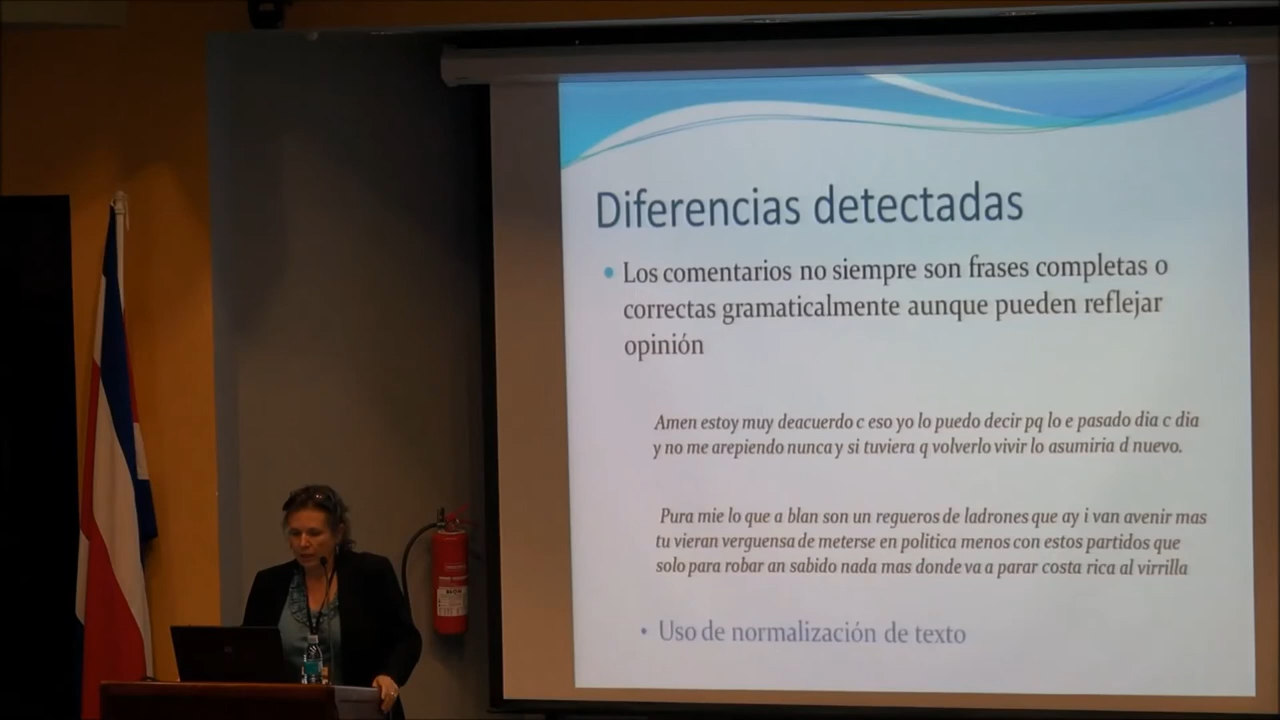 Diferencias detectadas
• Los comentarios no siempre son frases completas o
correctas gramaticalmente aunque pueden reflejar
opinión
Amen estoy muy deacuerdo c eso yo lo puedo decir pq lo e pasado dia c dia
y no me arepiendo nunca y si tuviera q volverlo vivir lo asumiria d nuevo.
Pura mie lo que a blan son un regueros de ladrones que ay i van avenir mas
tu vieran verguensa de meterse en politica menos con estos partidos que
solo para robar an sabido nada mas donde va a parar costa rica al virrilla
• Uso de normalización de texto